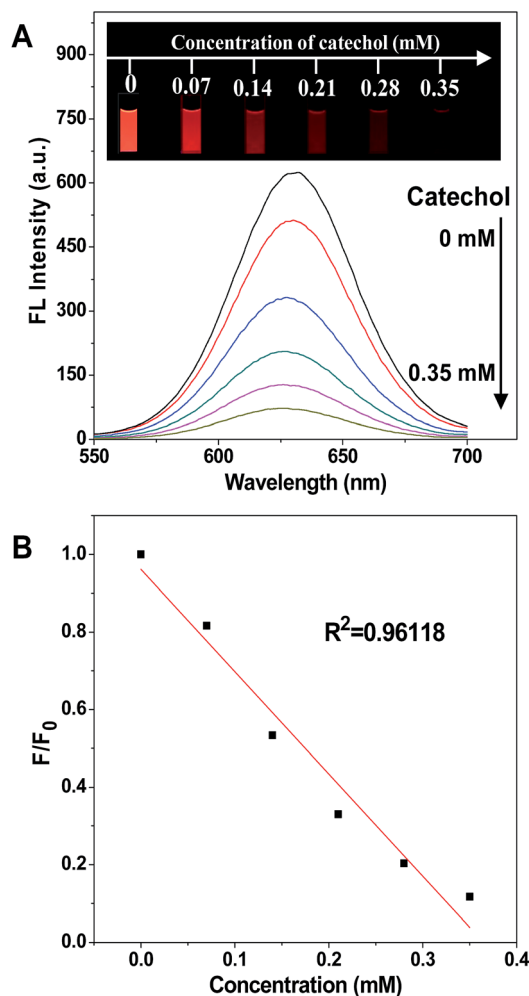 A
Concentration of catechol (mM)
0 0.07 0.14 0.21 0.28 0.35
900
750
600
450
300
150
0
FL Intensity (a.u.)
Catechol
0 mM
0.35 mM
550 600 650 700
Wavelength (nm)
B
1.0
0.8
0.6
0.4
0.2
0.0
F/F0
R2=0.96118
0.0 0.1 0.2 0.3 0.4
Concentration (mM)